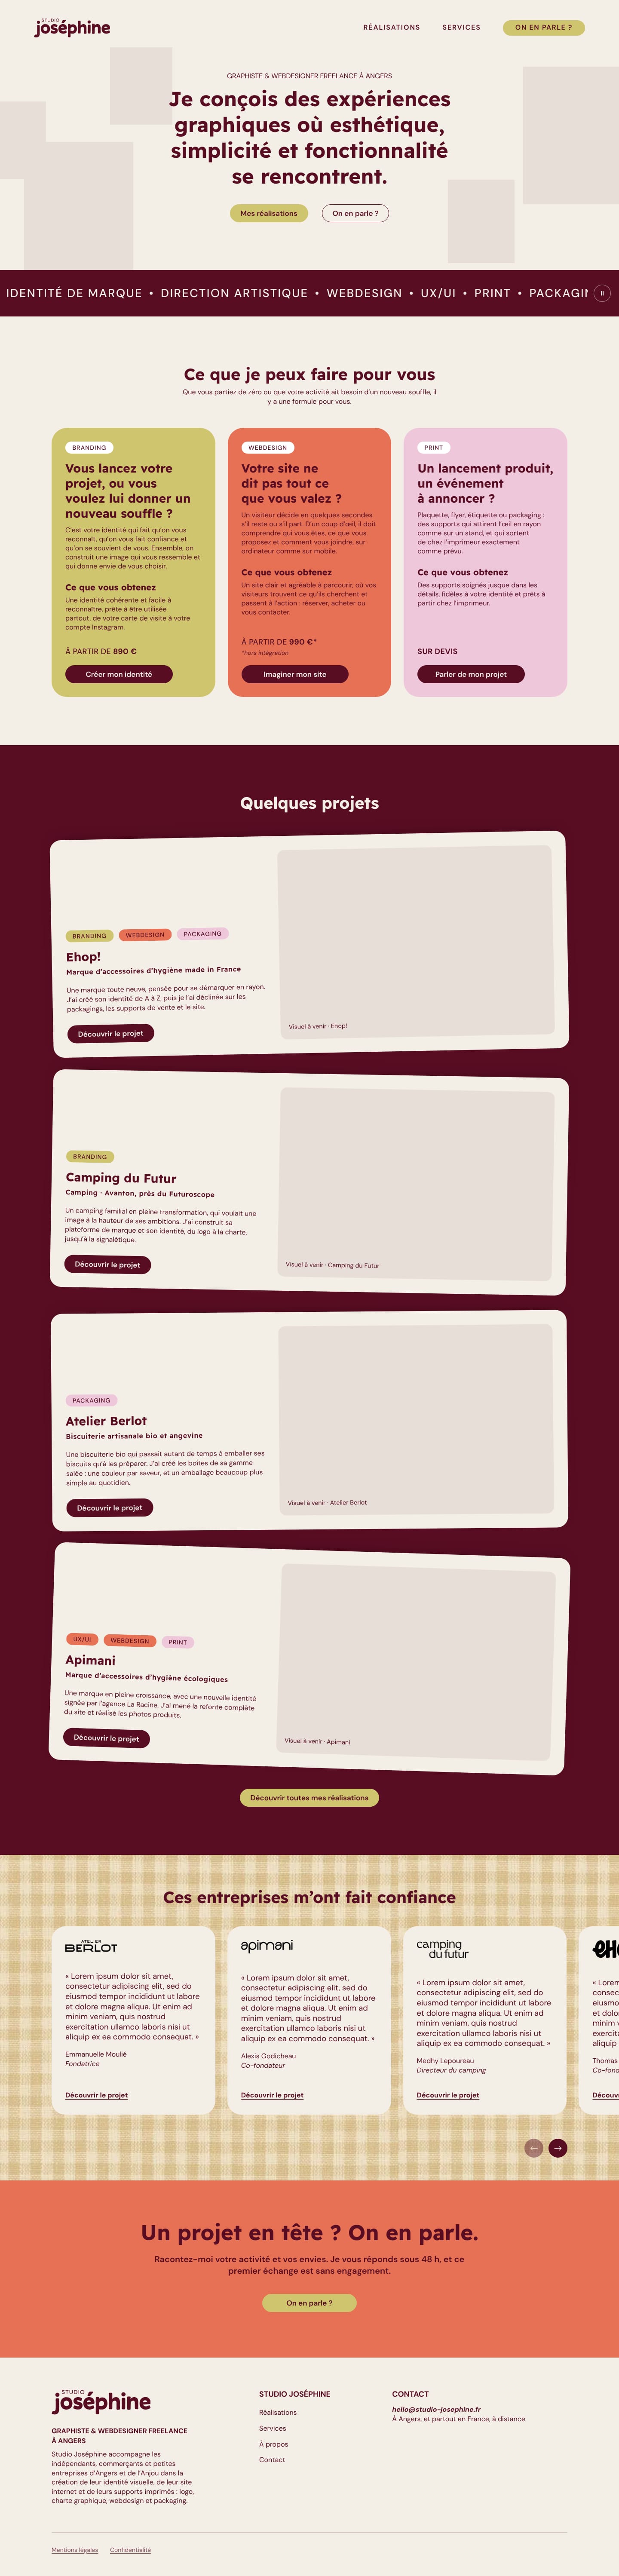 STUDIO
joséphine
RÉALISATIONS
SERVICES
ON EN PARLE ?
GRAPHISTE & WEBDESIGNER FREELANCE À ANGERS
Je conçois des expériences
graphiques où esthétique,
simplicité et fonctionnalité
se rencontrent.
Mes réalisations
On en parle ?
IDENTITÉ DE MARQUE • DIRECTION ARTISTIQUE • WEBDESIGN • UX/UI • PRINT • PACKAGIN
Ce que je peux faire pour vous
Que vous partiez de zéro ou que votre activité ait besoin d’un nouveau souffle, il
y a une formule pour vous.
BRANDING
Vous lancez votre
projet, ou vous
voulez lui donner un
nouveau souffle ?
C’est votre identité qui fait qu’on vous
reconnaît, qu’on vous fait confiance et
qu’on se souvient de vous. Ensemble, on
construit une image qui vous ressemble et
qui donne envie de vous choisir.
Ce que vous obtenez
Une identité cohérente et facile à
reconnaître, prête à être utilisée
partout, de votre carte de visite à votre
compte Instagram.
À PARTIR DE 890 €
Créer mon identité
WEBDESIGN
Votre site ne
dit pas tout ce
que vous valez ?
Un visiteur décide en quelques secondes
s’il reste ou s’il part. D’un coup d’œil, il doit
comprendre qui vous êtes, ce que vous
proposez et comment vous joindre, sur
ordinateur comme sur mobile.
Ce que vous obtenez
Un site clair et agréable à parcourir, où vos
visiteurs trouvent ce qu’ils cherchent et
passent à l’action : réserver, acheter ou
vous contacter.
À PARTIR DE 990 €*
*hors intégration
Imaginer mon site
PRINT
Un lancement produit,
un événement
à annoncer ?
Plaquette, flyer, étiquette ou packaging :
des supports qui attirent l’œil en rayon
comme sur un stand, et qui sortent
de chez l’imprimeur exactement
comme prévu.
Ce que vous obtenez
Des supports soignés jusque dans les
détails, fidèles à votre identité et prêts à
partir chez l’imprimeur.
SUR DEVIS
Parler de mon projet
Quelques projets
BRANDING
WEBDESIGN
PACKAGING
Ehop!
Marque d’accessoires d’hygiène made in France
Une marque toute neuve, pensée pour se démarquer en rayon.
J’ai créé son identité de A à Z, puis je l’ai déclinée sur les
packagings, les supports de vente et le site.
Découvrir le projet
Visuel à venir · Ehop!
BRANDING
Camping du Futur
Camping · Avanton, près du Futuroscope
Un camping familial en pleine transformation, qui voulait une
image à la hauteur de ses ambitions. J’ai construit sa
plateforme de marque et son identité, du logo à la charte,
jusqu’à la signalétique.
Découvrir le projet
Visuel à venir · Camping du Futur
PACKAGING
Atelier Berlot
Biscuiterie artisanale bio et angevine
Une biscuiterie bio qui passait autant de temps à emballer ses
biscuits qu’à les préparer. J’ai créé les boîtes de sa gamme
salée : une couleur par saveur, et un emballage beaucoup plus
simple au quotidien.
Découvrir le projet
Visuel à venir · Atelier Berlot
UX/UI
WEBDESIGN
PRINT
Apimani
Marque d’accessoires d’hygiène écologiques
Une marque en pleine croissance, avec une nouvelle identité
signée par l’agence La Racine. J’ai mené la refonte complète
du site et réalisé les photos produits.
Découvrir le projet
Visuel à venir · Apimani
Découvrir toutes mes réalisations
Ces entreprises m’ont fait confiance
ATELIER
BERLOT
« Lorem ipsum dolor sit amet,
consectetur adipiscing elit, sed do
eiusmod tempor incididunt ut labore
et dolore magna aliqua. Ut enim ad
minim veniam, quis nostrud
exercitation ullamco laboris nisi ut
aliquip ex ea commodo consequat. »
Emmanuelle Moulié
Fondatrice
Découvrir le projet
apimani
« Lorem ipsum dolor sit amet,
consectetur adipiscing elit, sed do
eiusmod tempor incididunt ut labore
et dolore magna aliqua. Ut enim ad
minim veniam, quis nostrud
exercitation ullamco laboris nisi ut
aliquip ex ea commodo consequat. »
Alexis Godicheau
Co-fondateur
Découvrir le projet
camping
du futur
« Lorem ipsum dolor sit amet,
consectetur adipiscing elit, sed do
eiusmod tempor incididunt ut labore
et dolore magna aliqua. Ut enim ad
minim veniam, quis nostrud
exercitation ullamco laboris nisi ut
aliquip ex ea commodo consequat. »
Medhy Lepoureau
Directeur du camping
Découvrir le projet
« Lorem
consec
eiusmo
et dolo
minim v
exercita
aliquip
Thomas
Co-fond
Découv
Un projet en tête ? On en parle.
Racontez-moi votre activité et vos envies. Je vous réponds sous 48 h, et ce
premier échange est sans engagement.
On en parle ?
STUDIO
joséphine
GRAPHISTE & WEBDESIGNER FREELANCE
À ANGERS
Studio Joséphine accompagne les
indépendants, commerçants et petites
entreprises d’Angers et de l’Anjou dans la
création de leur identité visuelle, de leur site
internet et de leurs supports imprimés : logo,
charte graphique, webdesign et packaging.
STUDIO JOSÉPHINE
Réalisations
Services
À propos
Contact
CONTACT
hello@studio-josephine.fr
À Angers, et partout en France, à distance
Mentions légales
Confidentialité